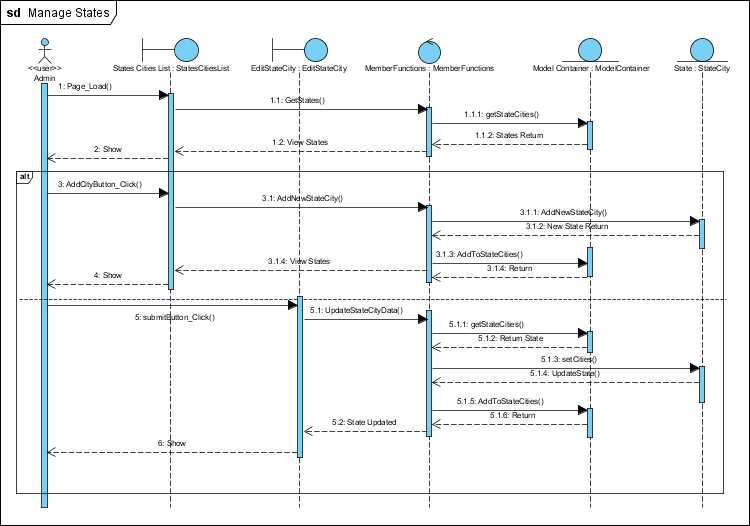 sd Manage States
<<user>>
Admin
States Cities List : StatesCitiesList
EditStateCity : EditStateCity
MemberFunctions : MemberFunctions
Model Container : ModelContainer
State : StateCity
1: Page_Load()
1.1: GetStates()
1.1.1: getStateCities()
1.1.2: States Return
1.2: View States
2: Show
alt
3: AddCityButton_Click()
3.1: AddNewStateCity()
3.1.1: AddNewStateCity()
3.1.2: New State Return
3.1.3: AddToStateCities()
3.1.4: View States
3.1.4: Return
4: Show
5: submitButton_Click()
5.1: UpdateStateCityData()
5.1.1: getStateCities()
5.1.2: Return State
5.1.3: setCities()
5.1.4: UpdateState()
5.1.5: AddToStateCities()
5.1.6: Return
5.2: State Updated
6: Show